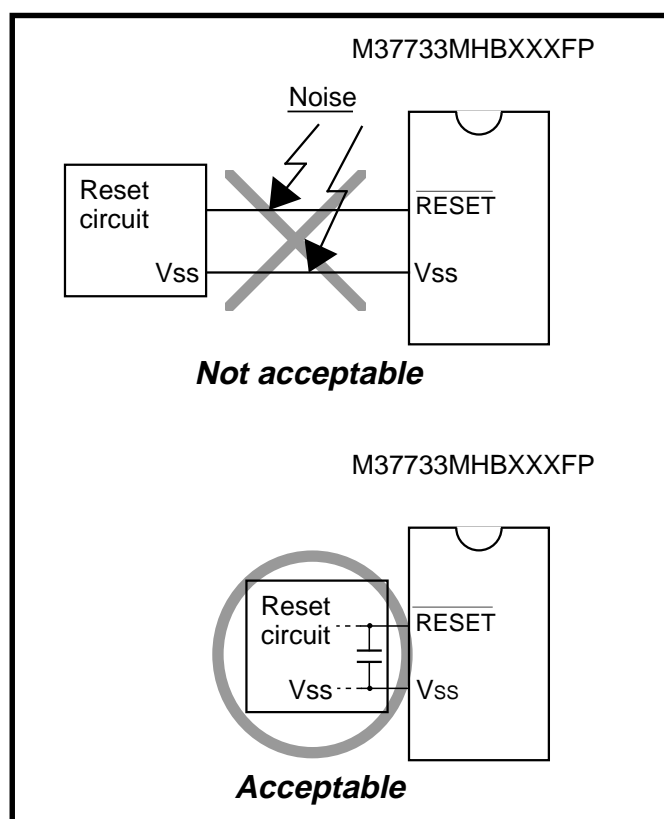 M37733MHBXXXFP
Noise
Reset
circuit
RESET
Vss
Vss
Not acceptable
M37733MHBXXXFP
Reset
circuit
RESET
Vss
Vss
Acceptable